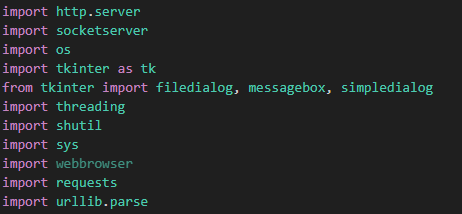 import http.server
import socketserver
import os
import tkinter as tk
from tkinter import filedialog, messagebox, simpledialog
import threading
import shutil
import sys
import webbrowser
import requests
import urllib.parse